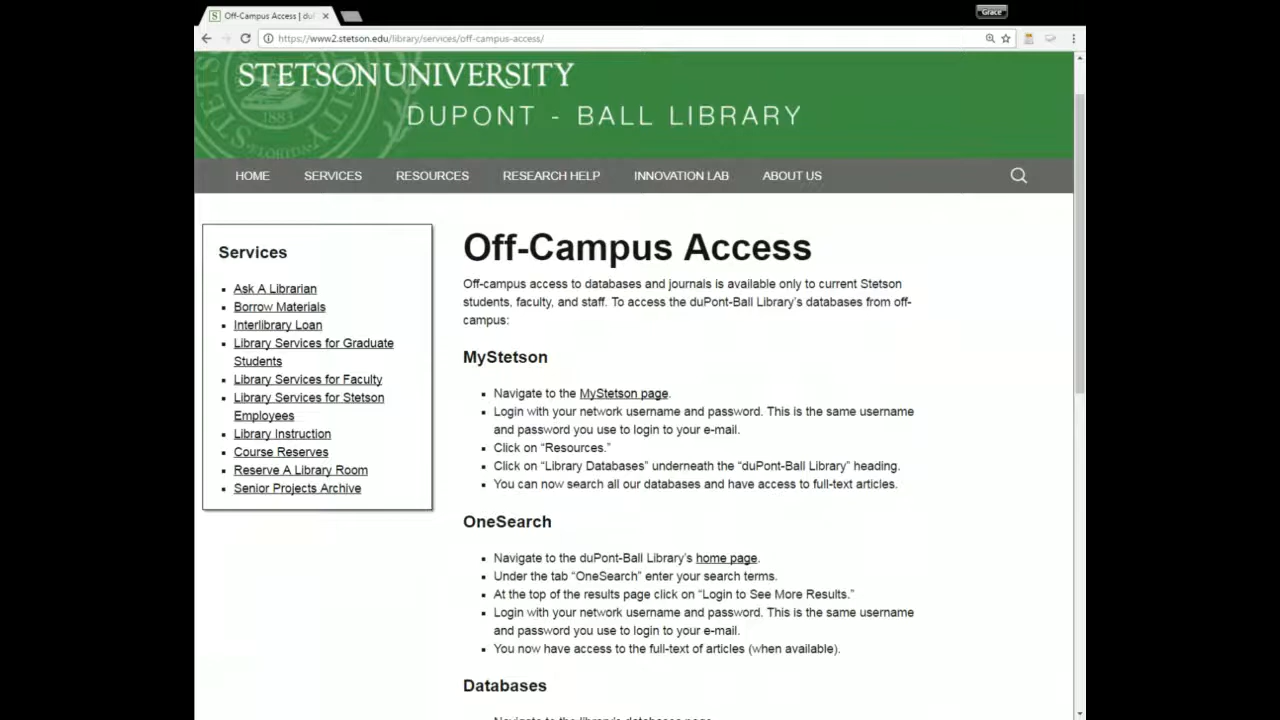 Off-Campus Access | du
Grace
https://www2.stetson.edu/library/services/off-campus-access/
STETSON UNIVERSITY
DUPONT - BALL LIBRARY
1883
FLORIDA
HOME SERVICES RESOURCES RESEARCH HELP INNOVATION LAB ABOUT US
Services
Ask A Librarian
Borrow Materials
Interlibrary Loan
Library Services for Graduate
Students
Library Services for Faculty
Library Services for Stetson
Employees
Library Instruction
Course Reserves
Reserve A Library Room
Senior Projects Archive
Off-Campus Access
Off-campus access to databases and journals is available only to current Stetson
students, faculty, and staff. To access the duPont-Ball Library's databases from off-
campus:
MyStetson
Navigate to the MyStetson page.
Login with your network username and password. This is the same username
and password you use to login to your e-mail.
Click on “Resources.”
Click on “Library Databases” underneath the “duPont-Ball Library” heading.
You can now search all our databases and have access to full-text articles.
OneSearch
Navigate to the duPont-Ball Library's home page.
Under the tab “OneSearch” enter your search terms.
At the top of the results page click on “Login to See More Results.”
Login with your network username and password. This is the same username
and password you use to login to your e-mail.
You now have access to the full-text of articles (when available).
Databases
Navigate to the library's databases page